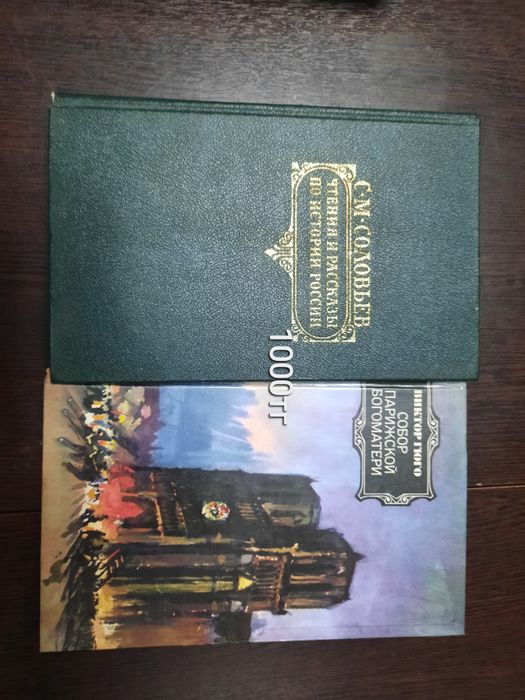 С·М·СОЛОВЬЕВ
ЧТЕНИЯ И РАССКАЗЫ
ПО ИСТОРИИ РОССИИ
1000тг
ВИКТОР ГЮГО
СОБОР
ПАРИЖСКОЙ
БОГОМАТЕРИ